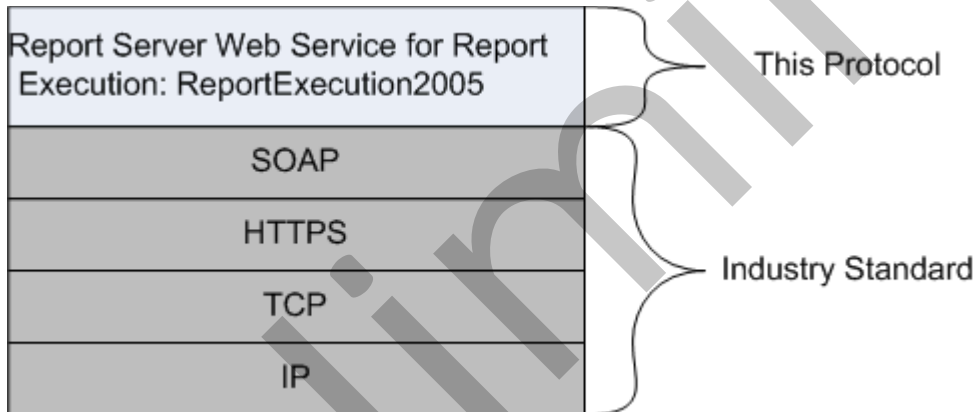 Report Server Web Service for Report
Execution: ReportExecution2005
This Protocol
SOAP
HTTPS
TCP
IP
Industry Standard